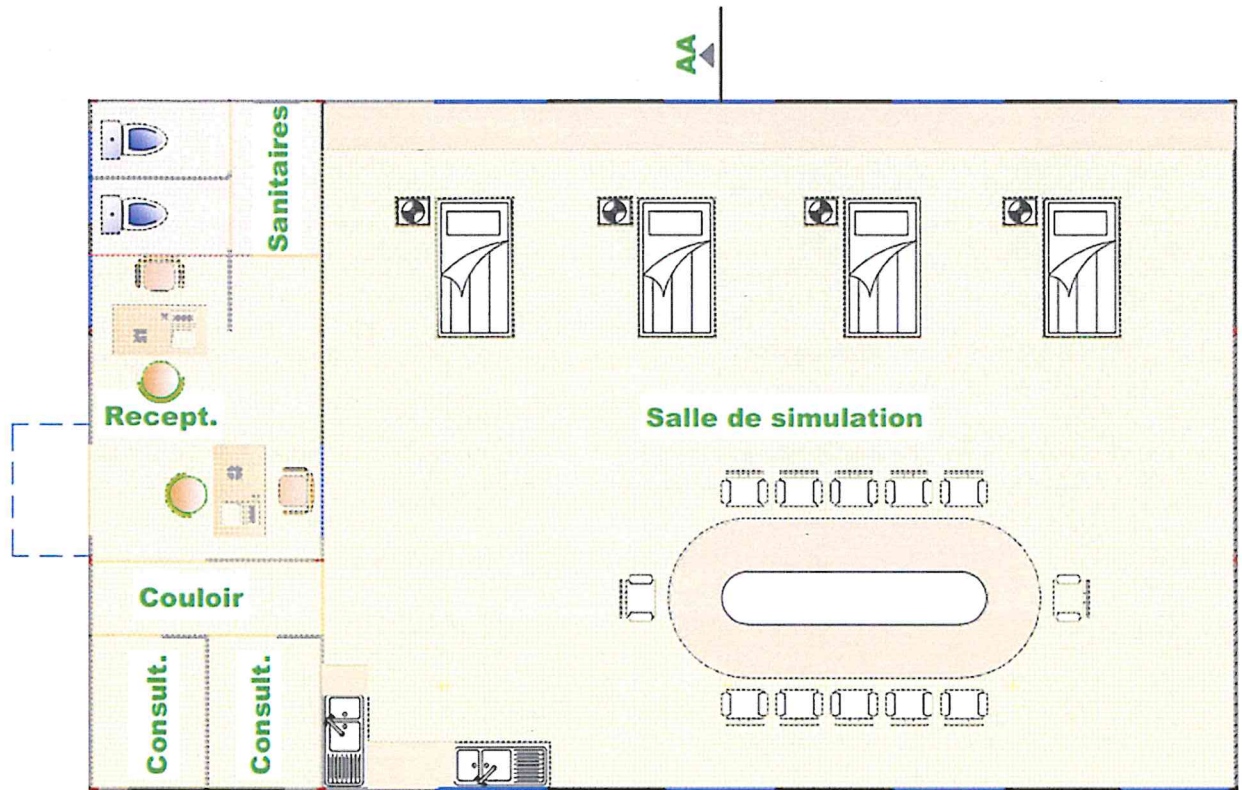 AA
Sanitaires
Recept.
Salle de simulation
Couloir
Consult.
Consult.